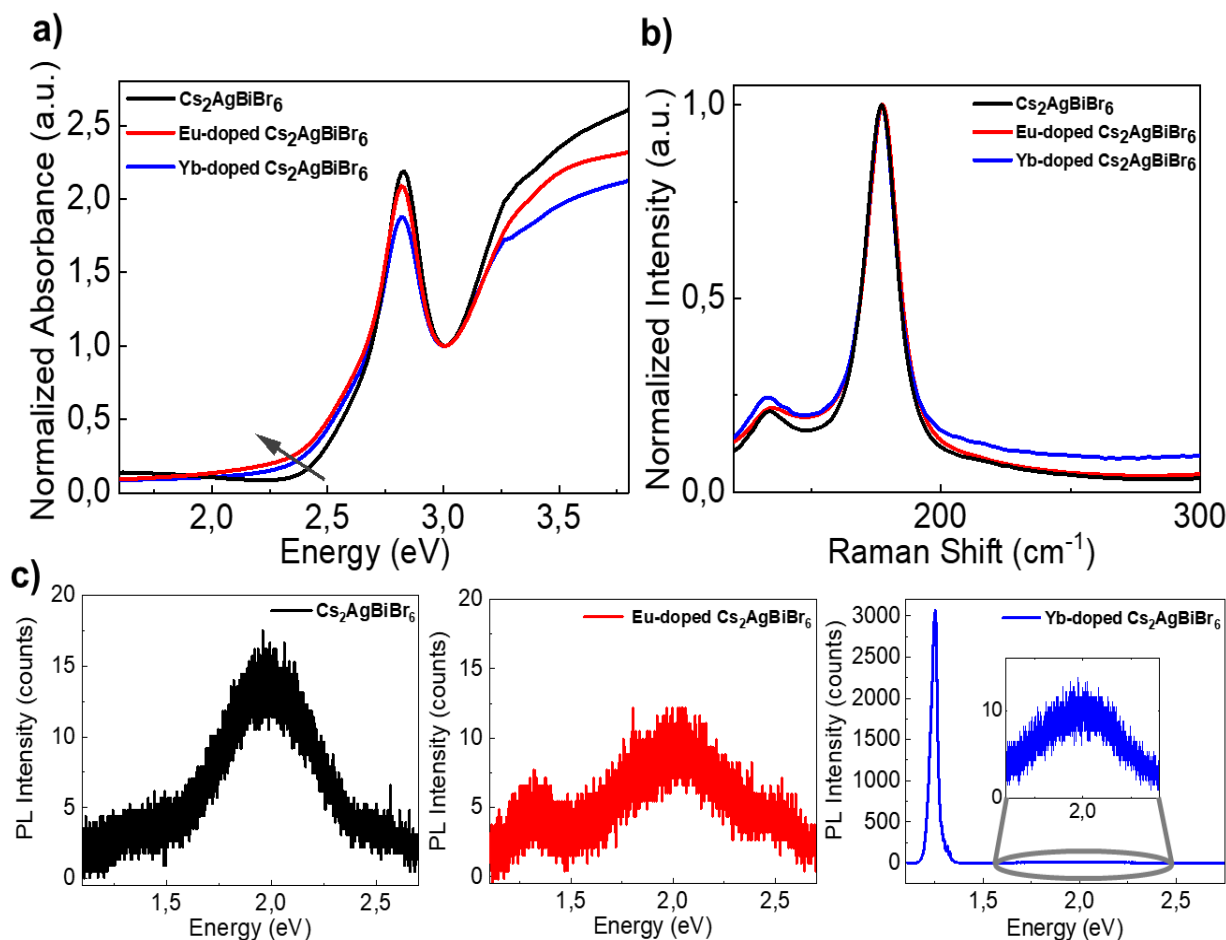 a)
Cs2AgBiBr6
Eu-doped Cs2AgBiBr6
Yb-doped Cs2AgBiBr6
Normalized Absorbance (a.u.)
2,5
2,0
1,5
1,0
0,5
0,0
2,0 2,5 3,0 3,5
Energy (eV)
b)
Cs2AgBiBr6
Eu-doped Cs2AgBiBr6
Yb-doped Cs2AgBiBr6
Normalized Intensity (a.u.)
1,0
0,5
0,0
200 300
Raman Shift (cm-1)
c)
Cs2AgBiBr6
PL Intensity (counts)
20
15
10
5
0
1,5 2,0 2,5
Energy (eV)
Eu-doped Cs2AgBiBr6
PL Intensity (counts)
20
15
10
5
0
1,5 2,0 2,5
Energy (eV)
Yb-doped Cs2AgBiBr6
PL Intensity (counts)
3000
2500
2000
1500
1000
500
0
10
0
2,0
1,5 2,0 2,5
Energy (eV)